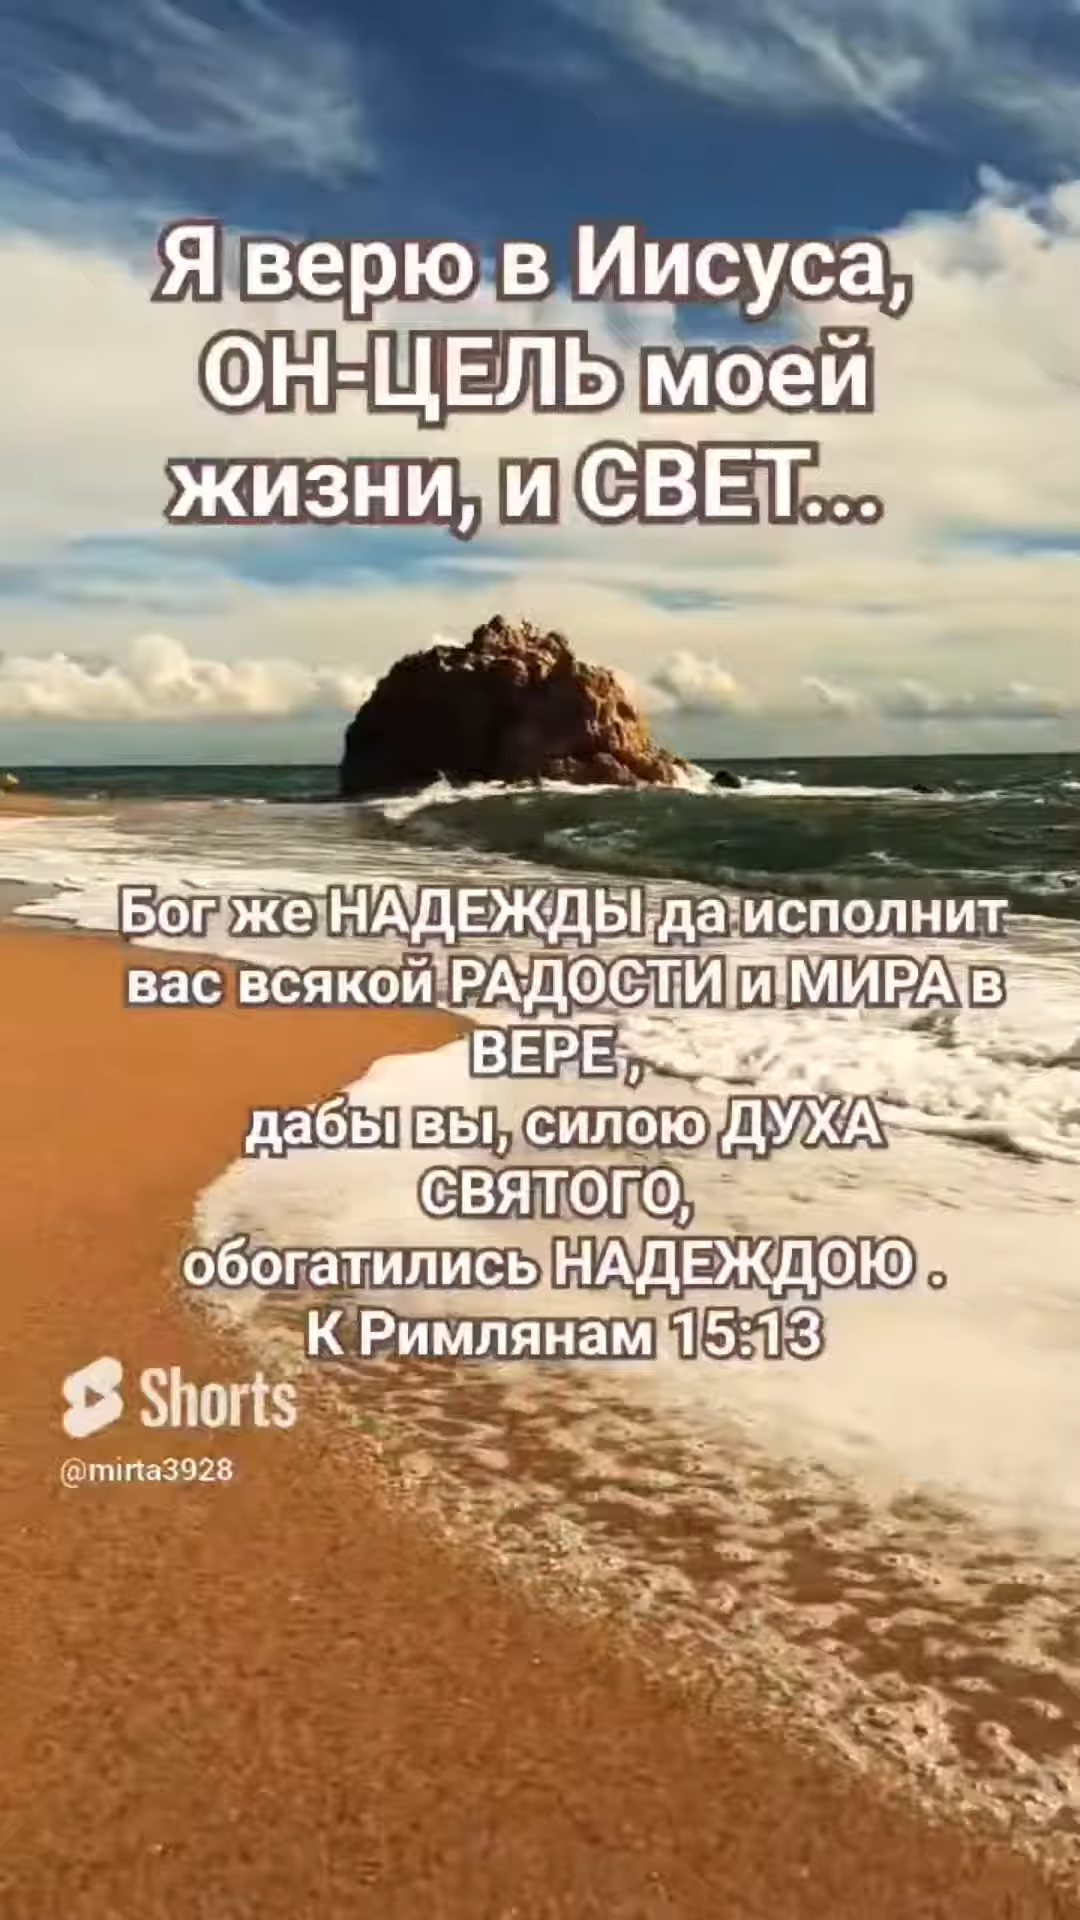 Я верю в Иисуса,
ОН-ЦЕЛЬ моей
жизни, и СВЕТ...
Бог же НАДЕЖДЫ да исполнит
вас всякой РАДОСТИ и МИРА в
ВЕРЕ ,
дабы вы, силою ДУХА
СВЯТОГО,
обогатились НАДЕЖДОЮ .
К Римлянам 15:13
Shorts
@mirta3928